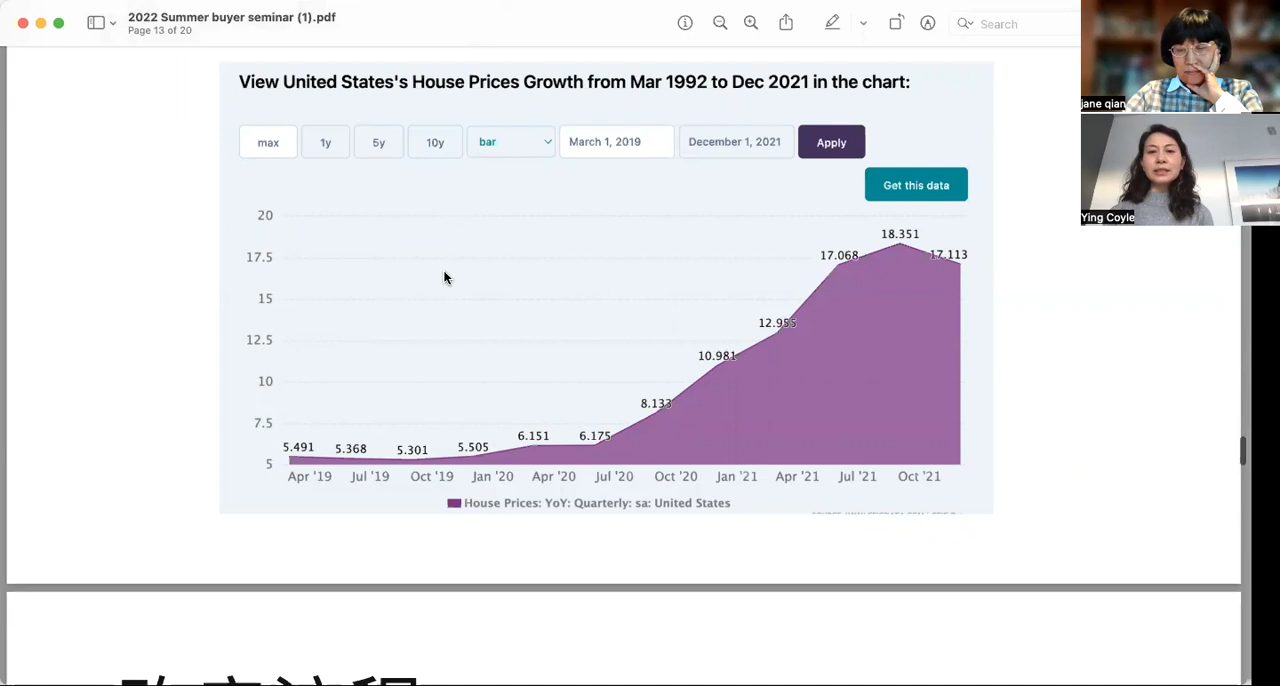 2022 Summer buyer seminar (1).pdf
Page 13 of 20
Search
jane qian
Ying Coyle
View United States's House Prices Growth from Mar 1992 to Dec 2021 in the chart:
max 1y 5y 10y bar March 1, 2019 December 1, 2021 Apply
Get this data
20
17.5
15
12.5
10
7.5
5
5.491 5.368 5.301 5.505 6.151 6.175 8.133 10.981 12.955 17.068 18.351 17.113
Apr '19 Jul '19 Oct '19 Jan '20 Apr '20 Jul '20 Oct '20 Jan '21 Apr '21 Jul '21 Oct '21
House Prices: YoY: Quarterly: sa: United States